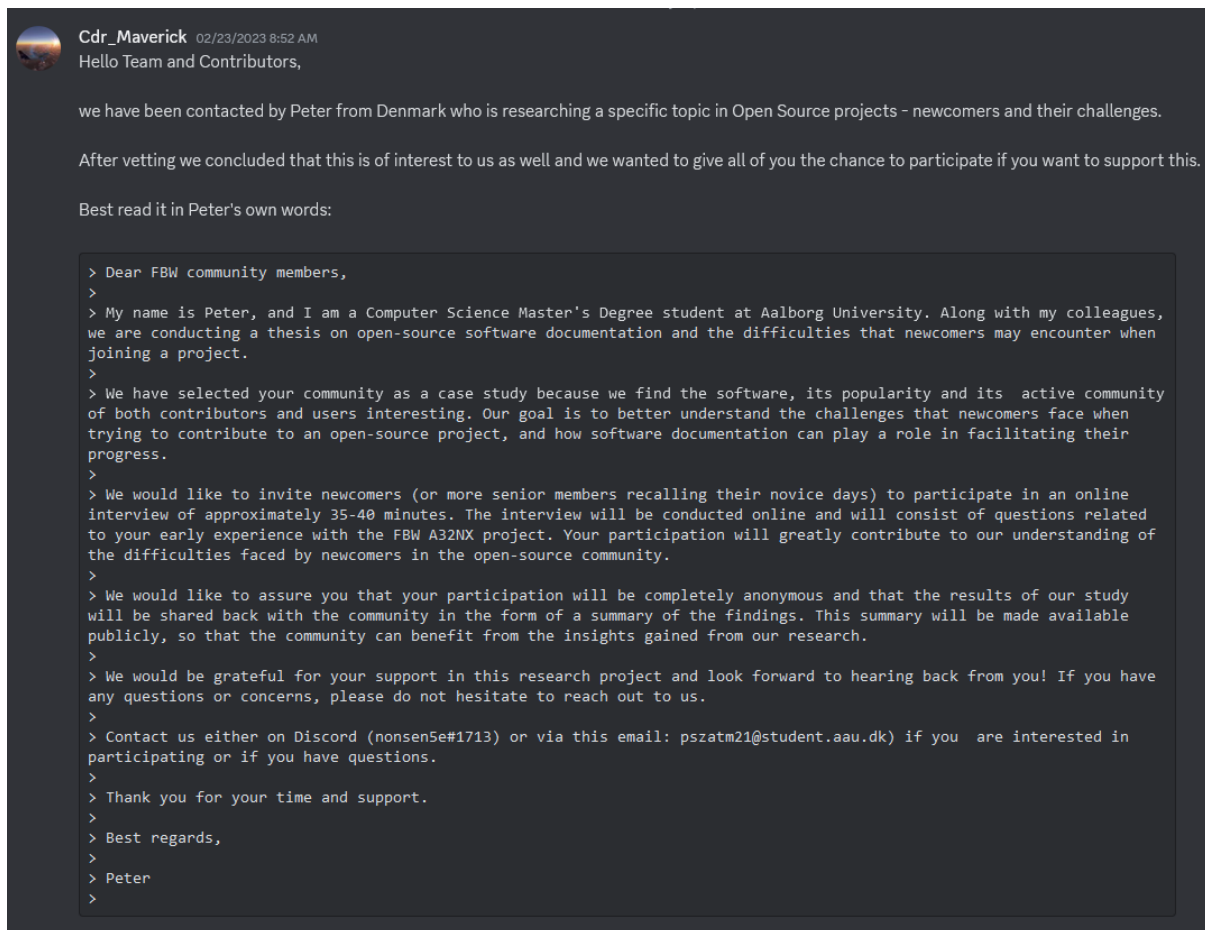 Cdr_Maverick 02/23/2023 8:52 AM
Hello Team and Contributors,
we have been contacted by Peter from Denmark who is researching a specific topic in Open Source projects - newcomers and their challenges.
After vetting we concluded that this is of interest to us as well and we wanted to give all of you the chance to participate if you want to support this.
Best read it in Peter's own words:
> Dear FBW community members,
>
> My name is Peter, and I am a Computer Science Master's Degree student at Aalborg University. Along with my colleagues,
we are conducting a thesis on open-source software documentation and the difficulties that newcomers may encounter when
joining a project.
>
> We have selected your community as a case study because we find the software, its popularity and its  active community
of both contributors and users interesting. Our goal is to better understand the challenges that newcomers face when
trying to contribute to an open-source project, and how software documentation can play a role in facilitating their
progress.
>
> We would like to invite newcomers (or more senior members recalling their novice days) to participate in an online
interview of approximately 35-40 minutes. The interview will be conducted online and will consist of questions related
to your early experience with the FBW A32NX project. Your participation will greatly contribute to our understanding of
the difficulties faced by newcomers in the open-source community.
>
> We would like to assure you that your participation will be completely anonymous and that the results of our study
will be shared back with the community in the form of a summary of the findings. This summary will be made available
publicly, so that the community can benefit from the insights gained from our research.
>
> We would be grateful for your support in this research project and look forward to hearing back from you! If you have
any questions or concerns, please do not hesitate to reach out to us.
>
> Contact us either on Discord (nonsen5e#1713) or via this email: pszatm21@student.aau.dk) if you  are interested in
participating or if you have questions.
>
> Thank you for your time and support.
>
> Best regards,
>
> Peter
>